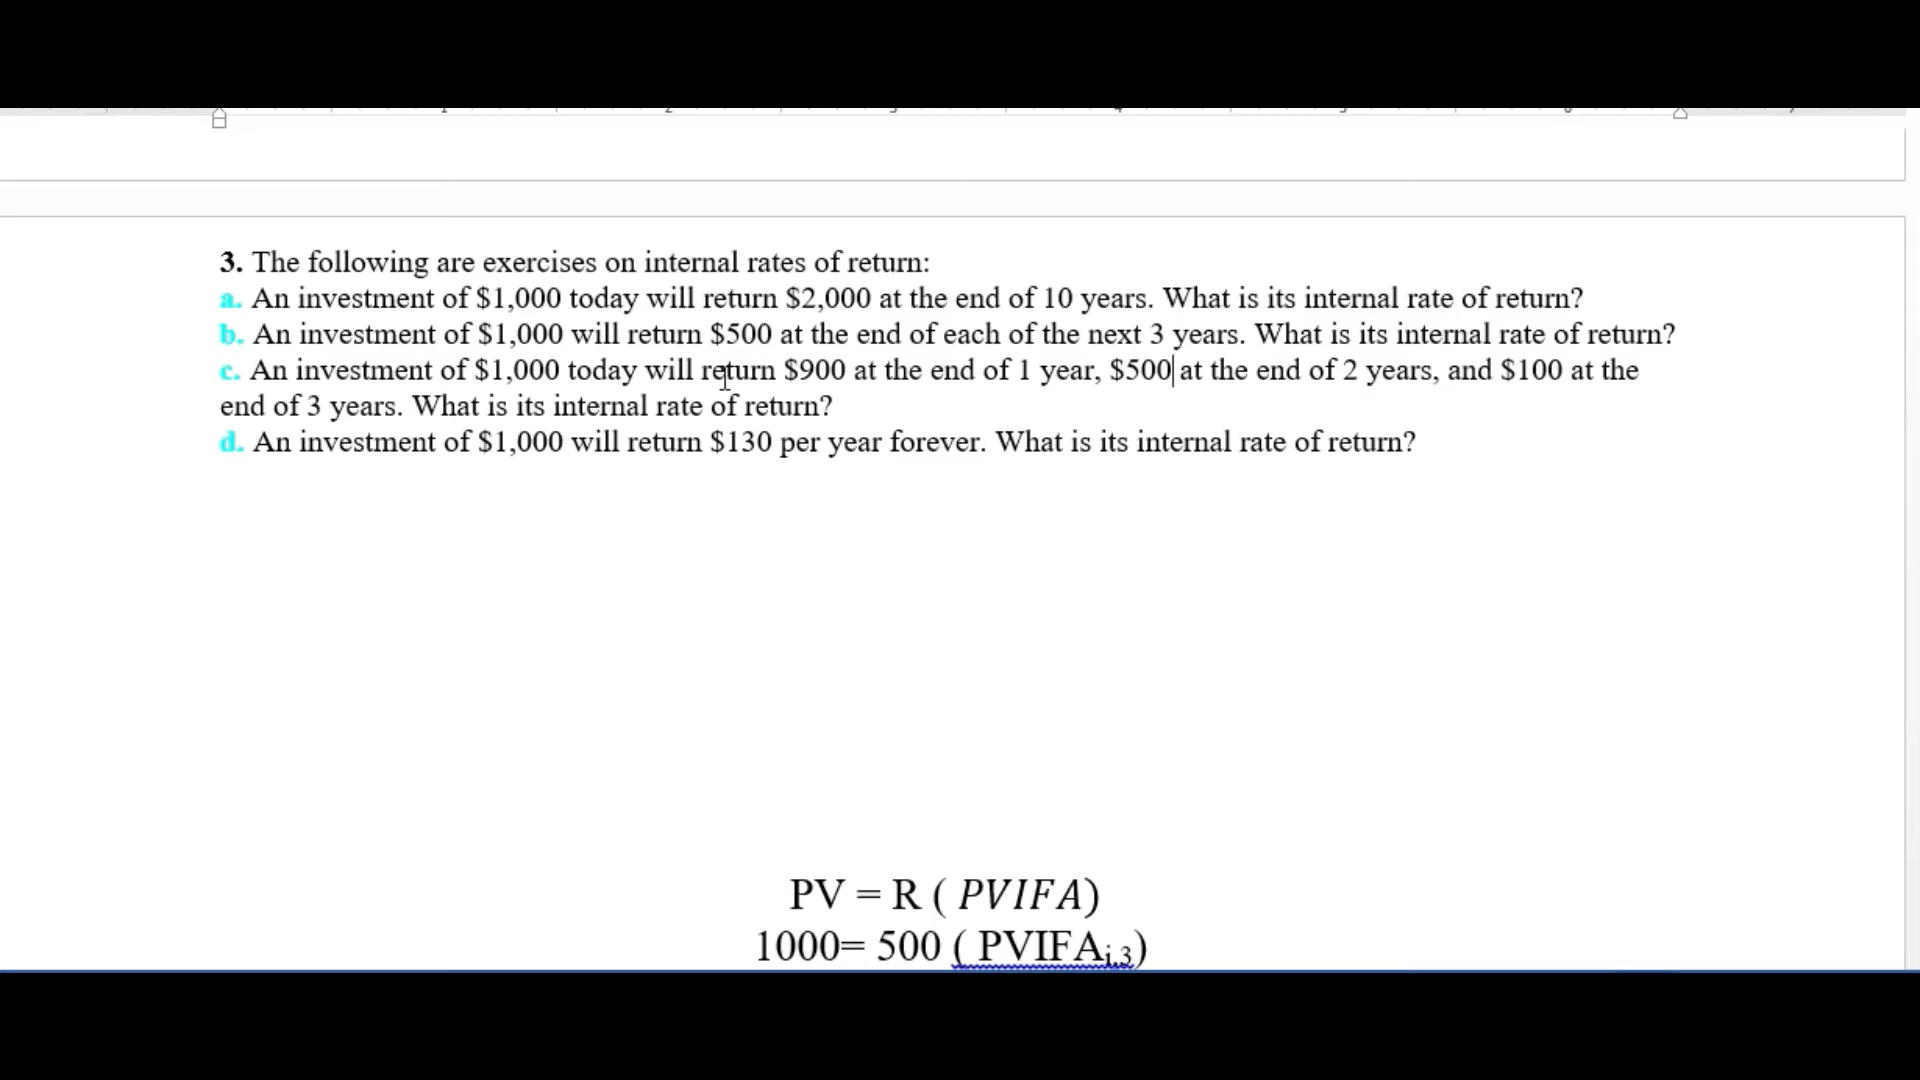 3. The following are exercises on internal rates of return:
a. An investment of $1,000 today will return $2,000 at the end of 10 years. What is its internal rate of return?
b. An investment of $1,000 will return $500 at the end of each of the next 3 years. What is its internal rate of return?
c. An investment of $1,000 today will return $900 at the end of 1 year, $500 at the end of 2 years, and $100 at the
end of 3 years. What is its internal rate of return?
d. An investment of $1,000 will return $130 per year forever. What is its internal rate of return?
PV = R ( PVIFA)
1000= 500 ( PVIFAi,3)